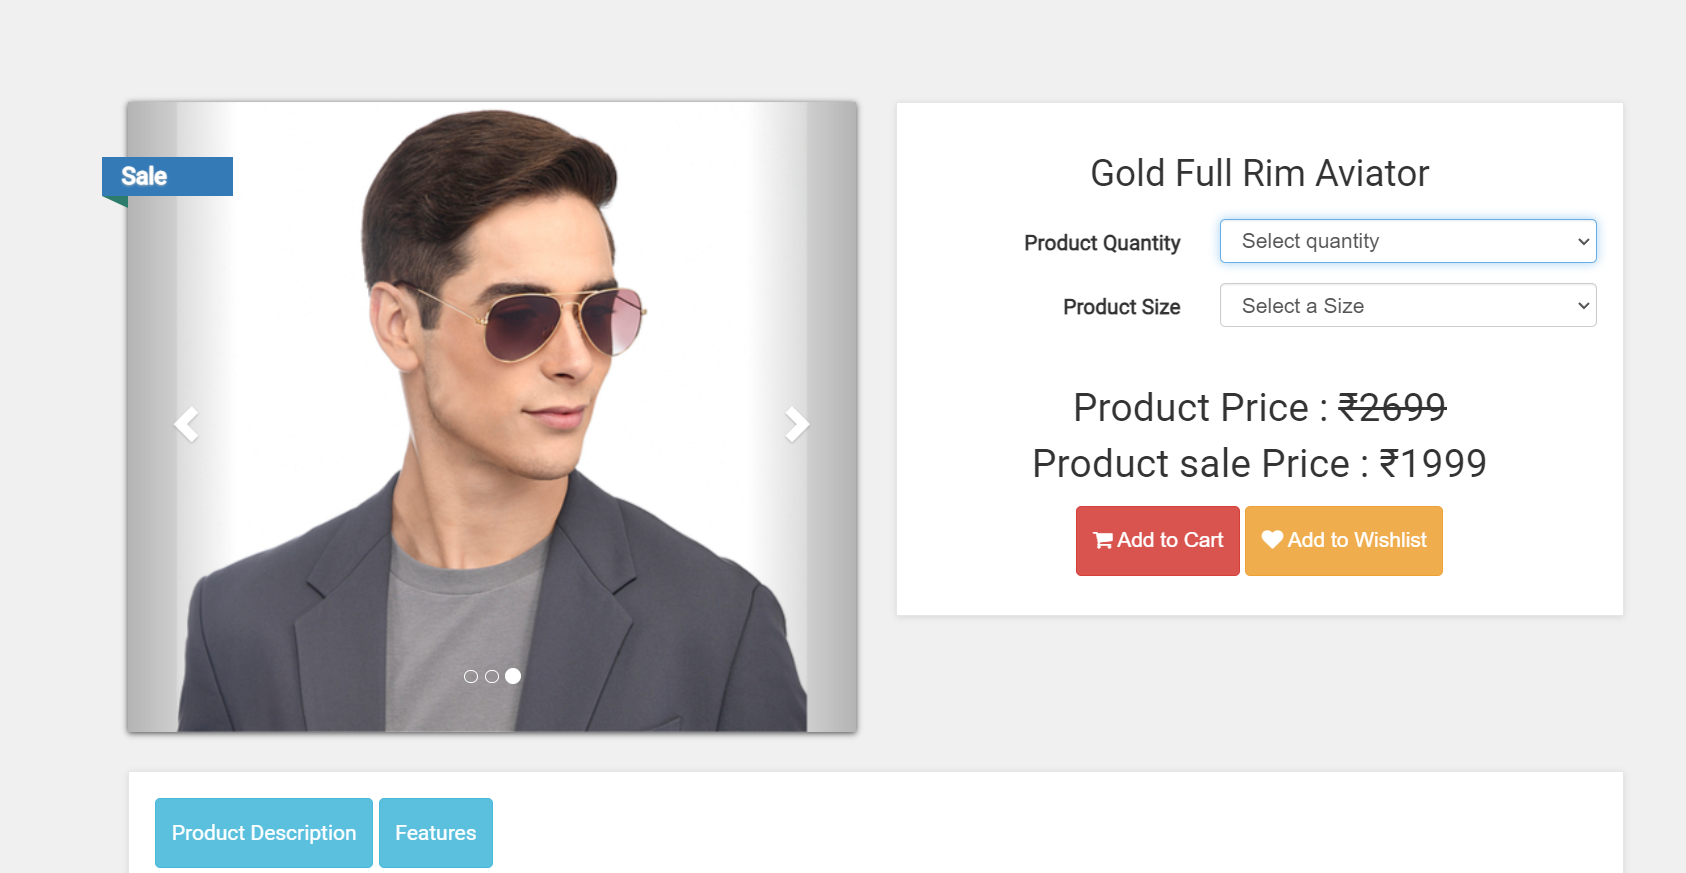 Sale
Gold Full Rim Aviator
Product Quantity
Select quantity
Product Size
Select a Size
Product Price : ₹2699
Product sale Price : ₹1999
Add to Cart
Add to Wishlist
Product Description
Features